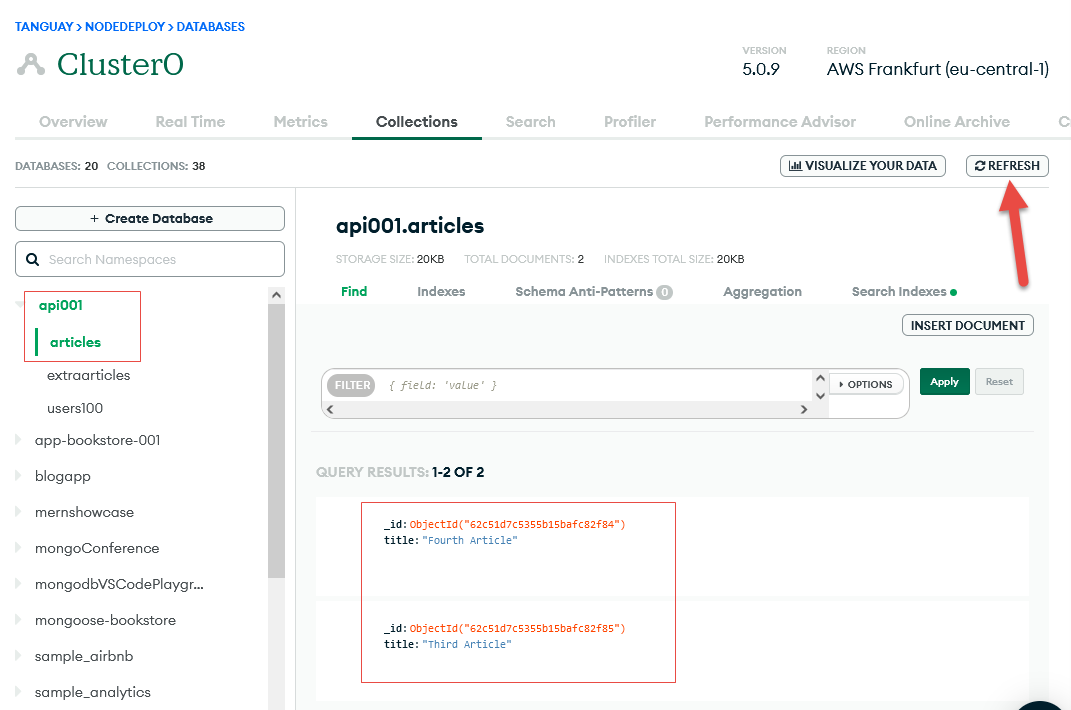 TANGUAY > NODEDEPLOY > DATABASES
Cluster0
VERSION
5.0.9
REGION
AWS Frankfurt (eu-central-1)
Overview Real Time Metrics Collections Search Profiler Performance Advisor Online Archive
DATABASES: 20 COLLECTIONS: 38
VISUALIZE YOUR DATA
REFRESH
+ Create Database
Search Namespaces
api001
articles
extraarticles
users100
app-bookstore-001
blogapp
mernshowcase
mongoConference
mongodbVSCodePlaygr...
mongoose-bookstore
sample_airbnb
sample_analytics
api001.articles
STORAGE SIZE: 20KB TOTAL DOCUMENTS: 2 INDEXES TOTAL SIZE: 20KB
Find Indexes Schema Anti-Patterns 0 Aggregation Search Indexes
INSERT DOCUMENT
FILTER { field: 'value' }
OPTIONS
Apply
Reset
QUERY RESULTS: 1-2 OF 2
_id: ObjectId("62c51d7c5355b15bafc82f84")
title: "Fourth Article"
_id: ObjectId("62c51d7c5355b15bafc82f85")
title: "Third Article"